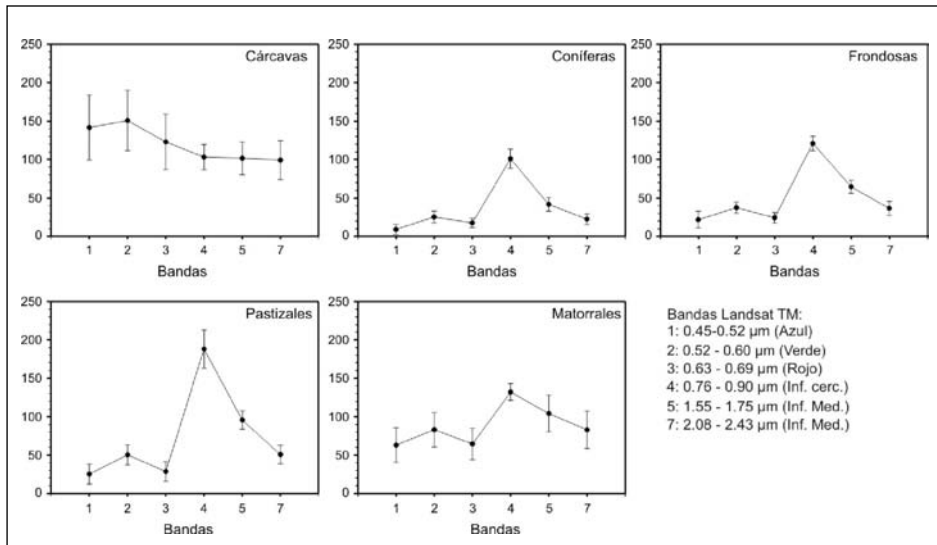 Cárcavas
250
200
150
100
50
0
1 2 3 4 5 7
Bandas
Coníferas
250
200
150
100
50
0
1 2 3 4 5 7
Bandas
Frondosas
250
200
150
100
50
0
1 2 3 4 5 7
Bandas
Pastizales
250
200
150
100
50
0
1 2 3 4 5 7
Bandas
Matorrales
250
200
150
100
50
0
1 2 3 4 5 7
Bandas
Bandas Landsat TM:
1: 0.45-0.52 µm (Azul)
2: 0.52 - 0.60 µm (Verde)
3: 0.63 - 0.69 µm (Rojo)
4: 0.76 - 0.90 µm (Inf. cerc.)
5: 1.55 - 1.75 µm (Inf. Med.)
7: 2.08 - 2.43 µm (Inf. Med.)